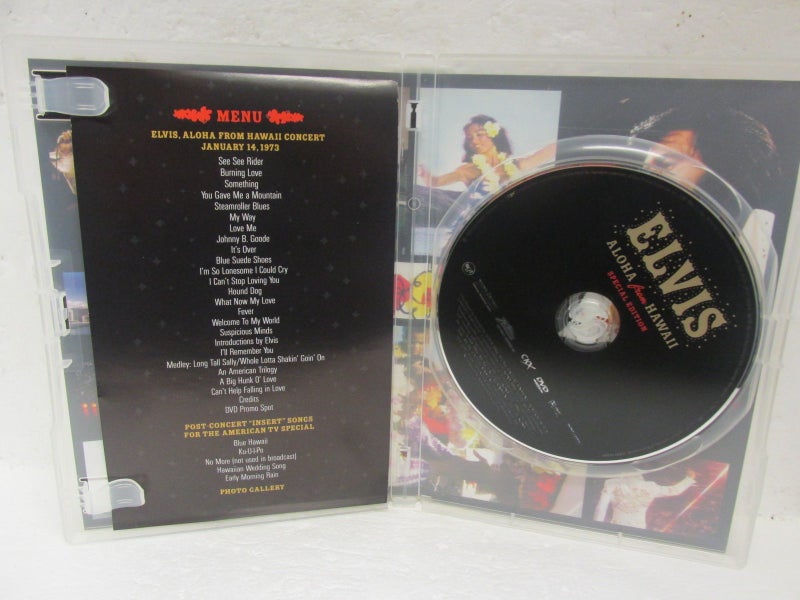 MENU
ELVIS, ALOHA FROM HAWAII CONCERT
JANUARY 14, 1973
See See Rider
Burning Love
Something
You Gave Me a Mountain
Steamroller Blues
My Way
Love Me
Johnny B. Goode
It's Over
Blue Suede Shoes
I'm So Lonesome I Could Cry
I Can't Stop Loving You
Hound Dog
What Now My Love
Fever
Welcome To My World
Suspicious Minds
Introductions by Elvis
I'll Remember You
Medley: Long Tall Sally/Whole Lotta Shakin' Goin' On
An American Trilogy
A Big Hunk O' Love
Can't Help Falling in Love
Credits
DVD Promo Spot
POST-CONCERT "INSERT" SONGS
FOR THE AMERICAN TV SPECIAL
Blue Hawaii
Ku-U-I-Po
No More (not used in broadcast)
Hawaiian Wedding Song
Early Morning Rain
PHOTO GALLERY
ELVIS
ALOHA from HAWAII
SPECIAL EDITION
DVD